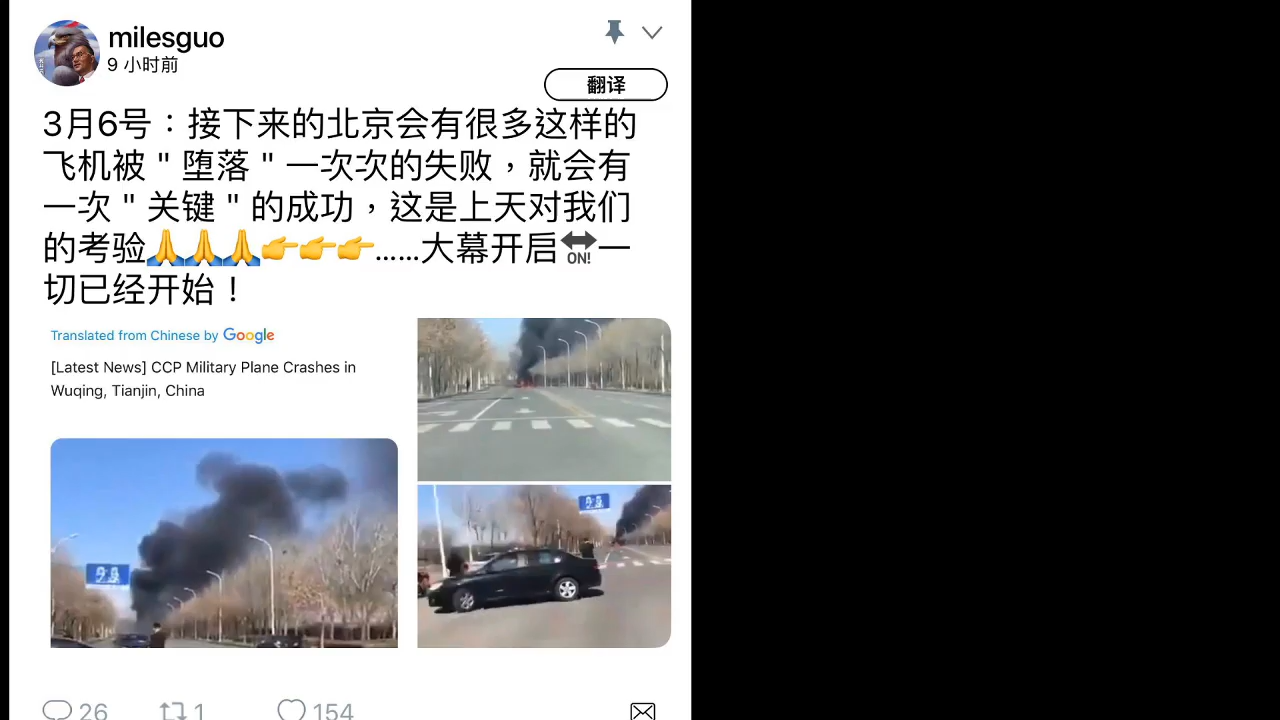 milesguo
9 小时前
翻译
3月6号：接下来的北京会有很多这样的
飞机被＂堕落＂一次次的失败，就会有
一次＂关键＂的成功，这是上天对我们
的考验🙏🙏🙏👉👉👉......大幕开启🔛一
切已经开始！
Translated from Chinese by Google
[Latest News] CCP Military Plane Crashes in
Wuqing, Tianjin, China
26
1
154